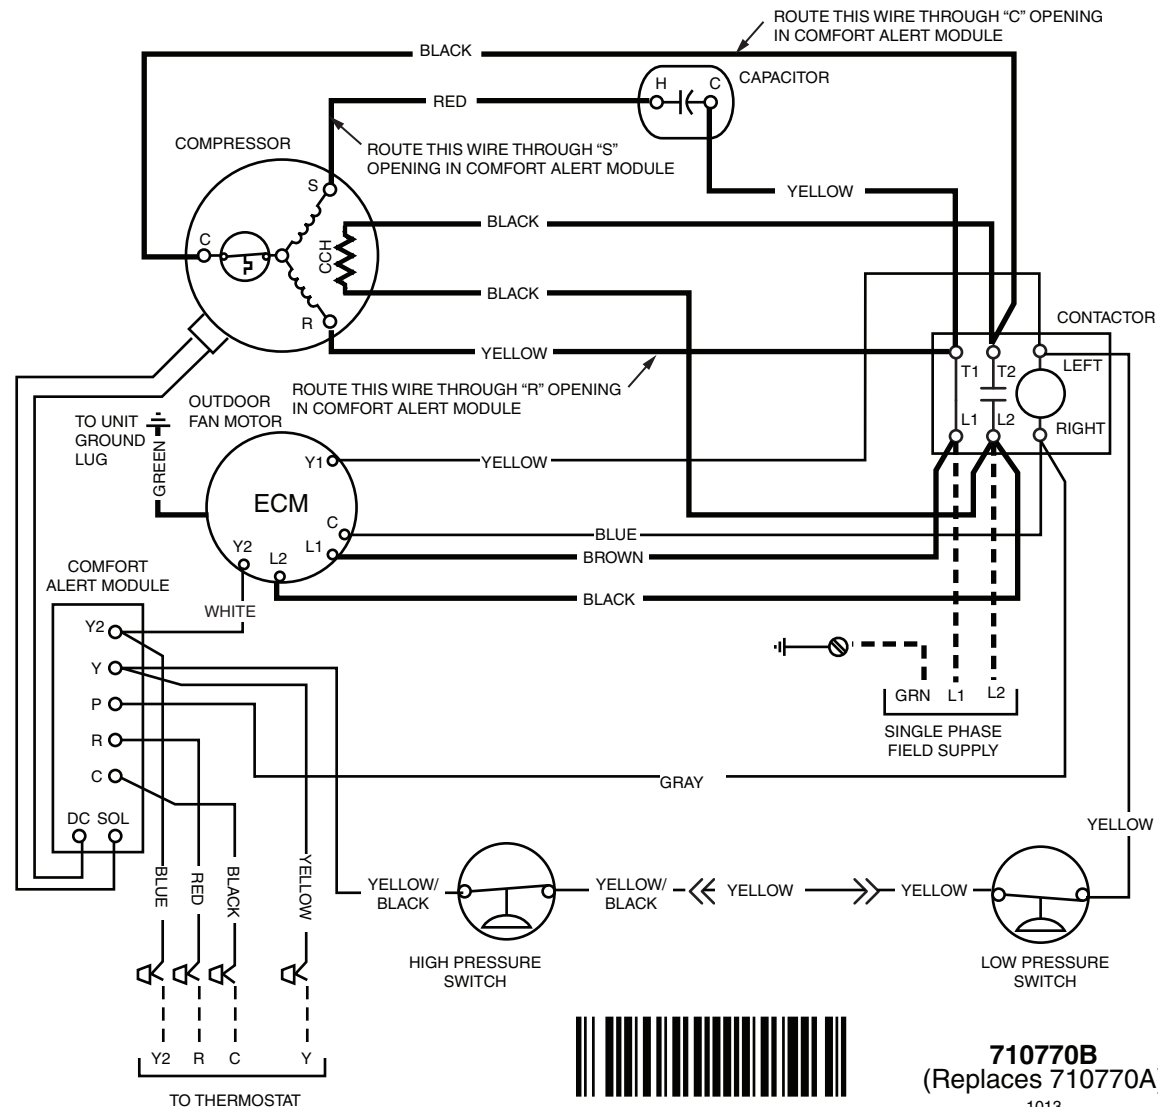 ROUTE THIS WIRE THROUGH “C” OPENING
IN COMFORT ALERT MODULE
BLACK
H
C
CAPACITOR
RED
COMPRESSOR
ROUTE THIS WIRE THROUGH “S”
OPENING IN COMFORT ALERT MODULE
S
YELLOW
BLACK
C
CCH
BLACK
R
CONTACTOR
YELLOW
T1
T2
LEFT
ROUTE THIS WIRE THROUGH “R” OPENING
IN COMFORT ALERT MODULE
OUTDOOR
FAN MOTOR
TO UNIT
GROUND
LUG
GREEN
L1
L2
RIGHT
Y1
YELLOW
ECM
C
BLUE
Y2
L2
L1
BROWN
COMFORT
ALERT MODULE
WHITE
BLACK
Y2
Y
P
R
C
DC
SOL
GRN
L1
L2
SINGLE PHASE
FIELD SUPPLY
GRAY
YELLOW
BLUE
RED
BLACK
YELLOW
YELLOW/
BLACK
YELLOW/
BLACK
YELLOW
YELLOW
HIGH PRESSURE
SWITCH
LOW PRESSURE
SWITCH
Y2
R
C
Y
TO THERMOSTAT
710770B
(Replaces 710770A)
1013